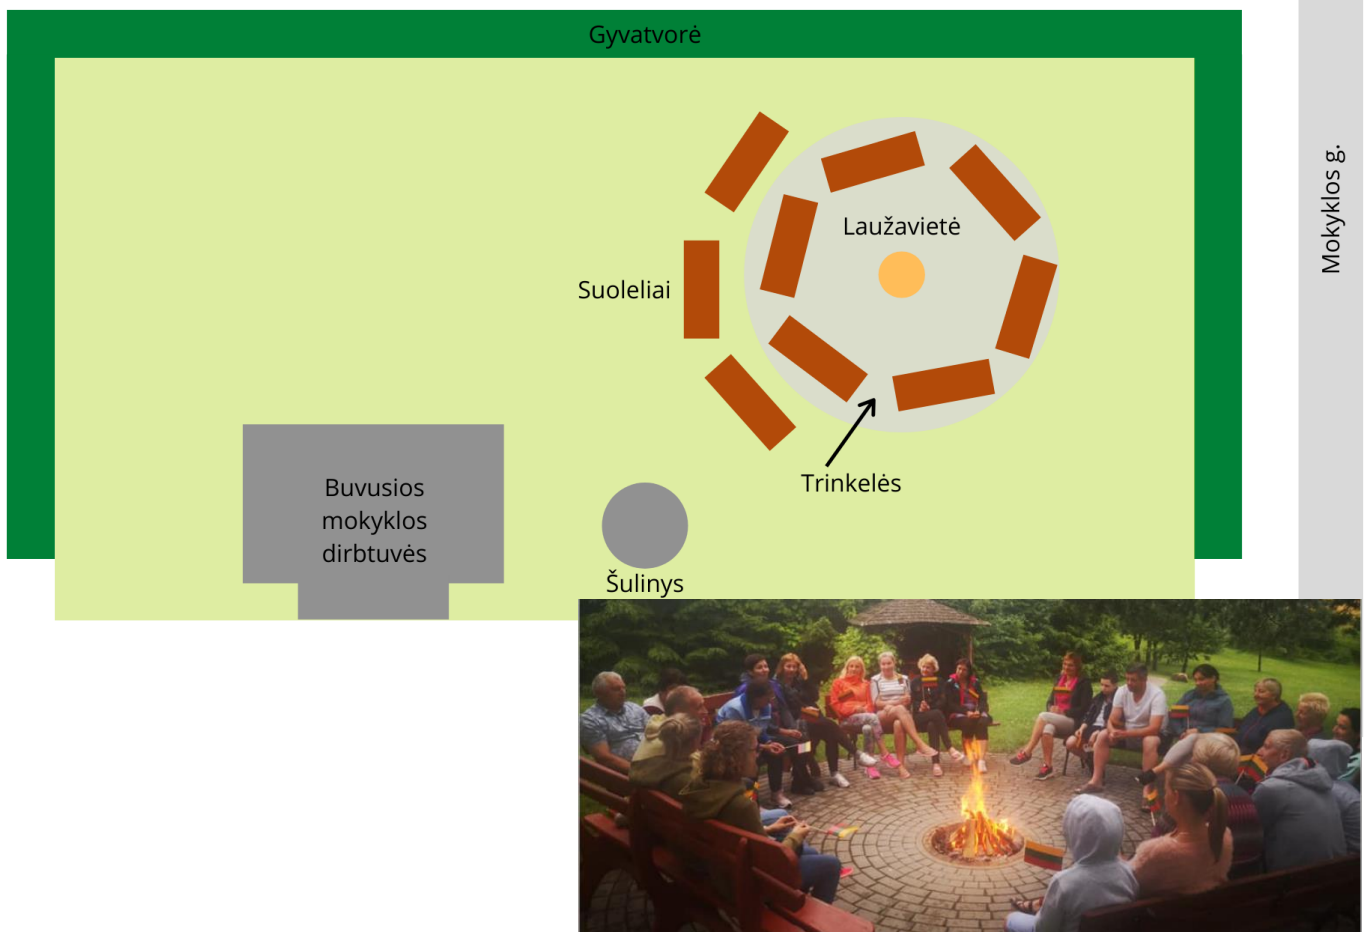 Gyvatvorė
Mokyklos g.
Laužavietė
Suoleliai
Trinkelės
Buvusios
mokyklos
dirbtuvės
Šulinys